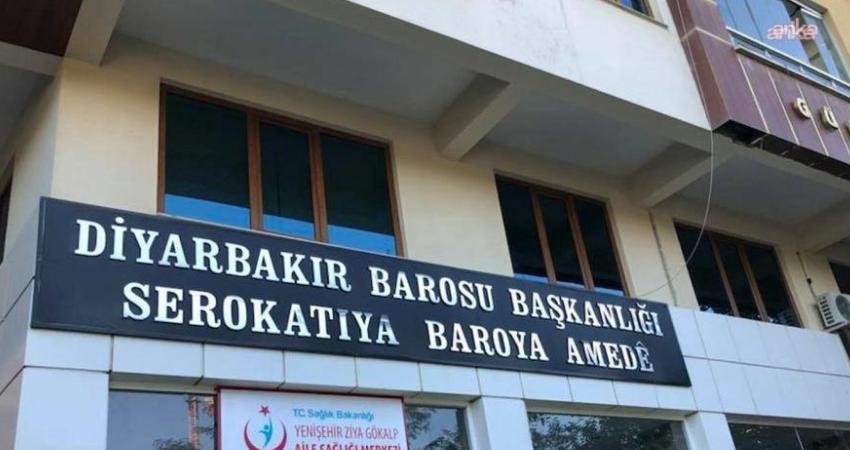 anka
GÜ
DİYARBAKIR BAROSU BAŞKANLIĞI
SEROKATIYA BAROYA AMEDÊ
T.C. Sağlık Bakanlığı
YENİŞEHİR ZİYA GÖKALP
AİLE SAĞLIĞI MERKEZİ